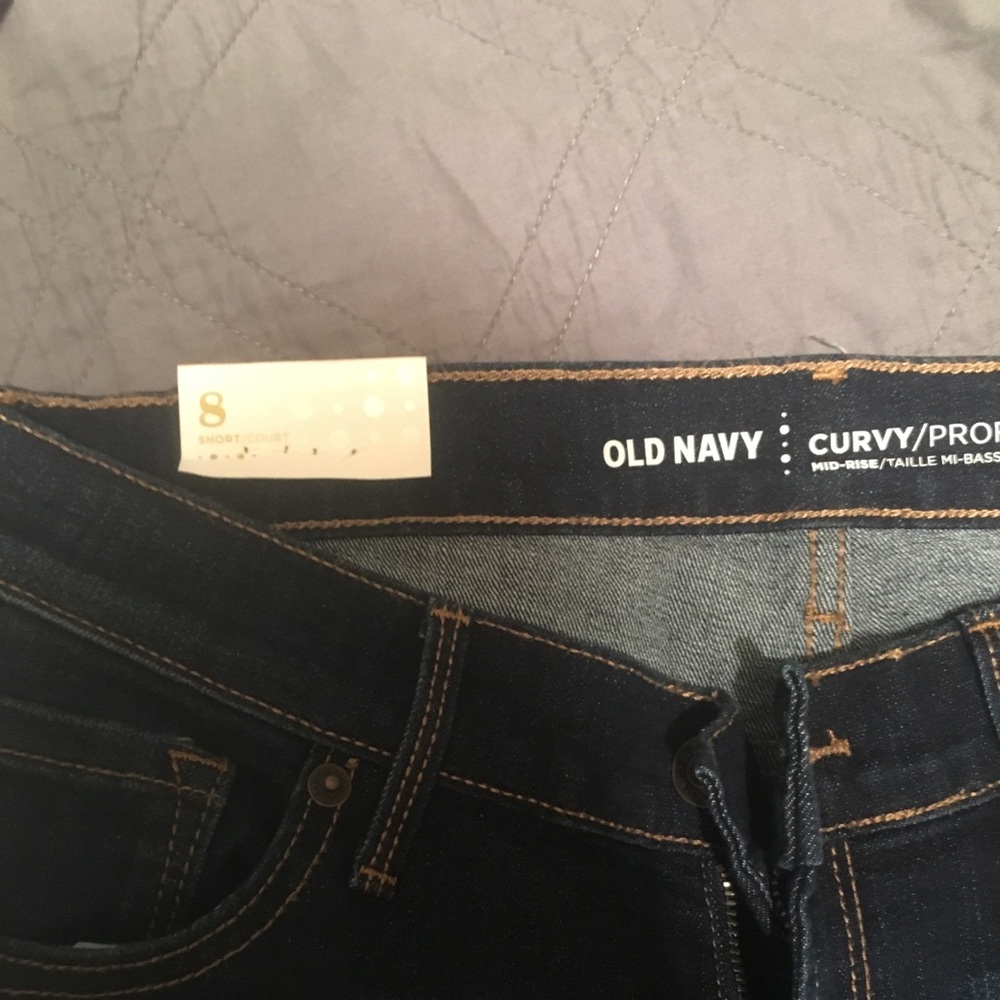 8
SHORT/COURT
OLD NAVY
CURVY/PROF
MID-RISE/TAILLE MI-BASS